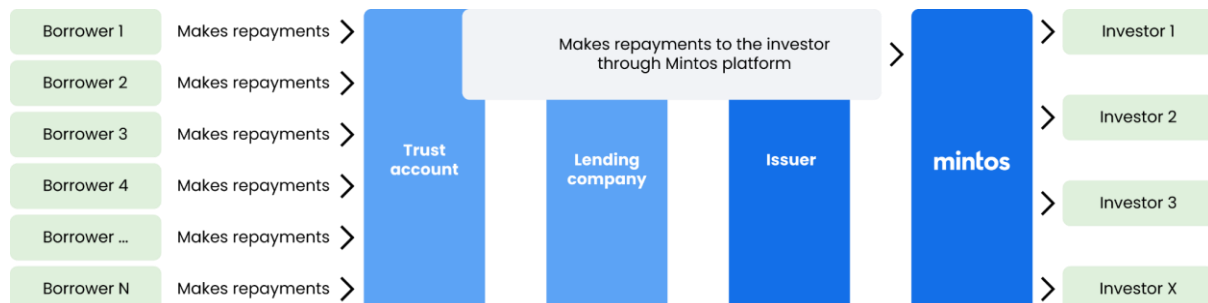 Borrower 1
Makes repayments
Borrower 2
Makes repayments
Borrower 3
Makes repayments
Borrower 4
Makes repayments
Borrower ...
Makes repayments
Borrower N
Makes repayments
Trust
account
Makes repayments to the investor
through Mintos platform
Lending
company
Issuer
mintos
Investor 1
Investor 2
Investor 3
Investor X